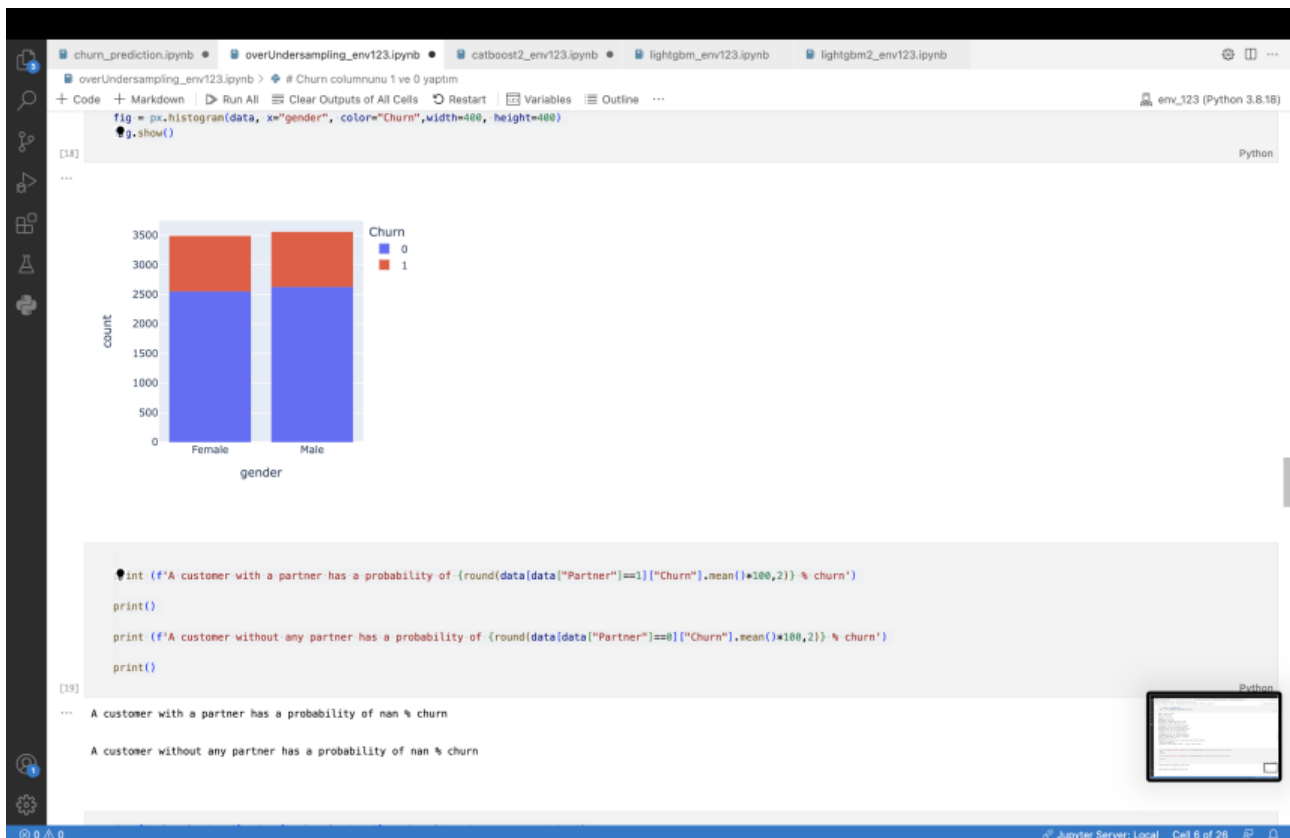 churn_prediction.ipynb overUndersampling_env123.ipynb catboost2_env123.ipynb lightgbm_env123.ipynb lightgbm2_env123.ipynb
overUndersampling_env123.ipynb > # Churn columnunu 1 ve 0 yaptım
+ Code + Markdown Run All Clear Outputs of All Cells Restart Variables Outline ... env_123 (Python 3.8.18)
fig = px.histogram(data, x="gender", color="Churn",width=400, height=400)
g.show()
[18] Python
...
Churn
0
1
3500
3000
2500
2000
1500
1000
500
0
count
Female Male
gender
int (f'A customer with a partner has a probability of {round(data[data["Partner"]==1]["Churn"].mean()*100,2)} % churn')
print()
print (f'A customer without any partner has a probability of {round(data[data["Partner"]==0]["Churn"].mean()*100,2)} % churn')
print()
[19] Python
... A customer with a partner has a probability of nan % churn
A customer without any partner has a probability of nan % churn
3
1
0 0 Jupyter Server: Local Cell 6 of 26